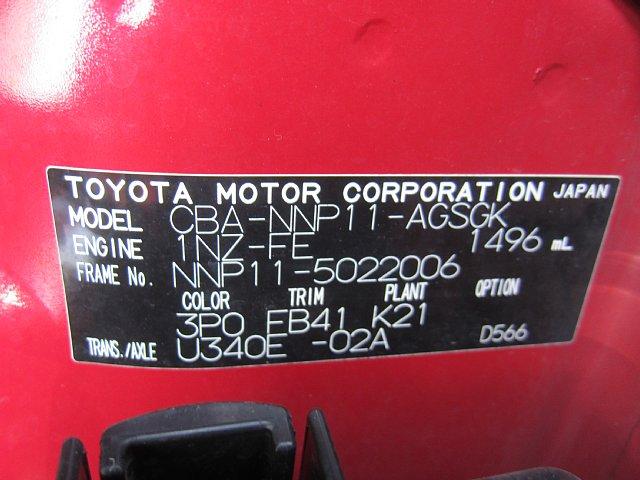 TOYOTA MOTOR CORPORATION JAPAN
MODEL CBA-NNP11-AGSGK
ENGINE 1NZ-FE 1496 mL
FRAME No. NNP11-5022006
COLOR TRIM PLANT OPTION
3P0 FB41 K21
TRANS./AXLE U340E -02A D566